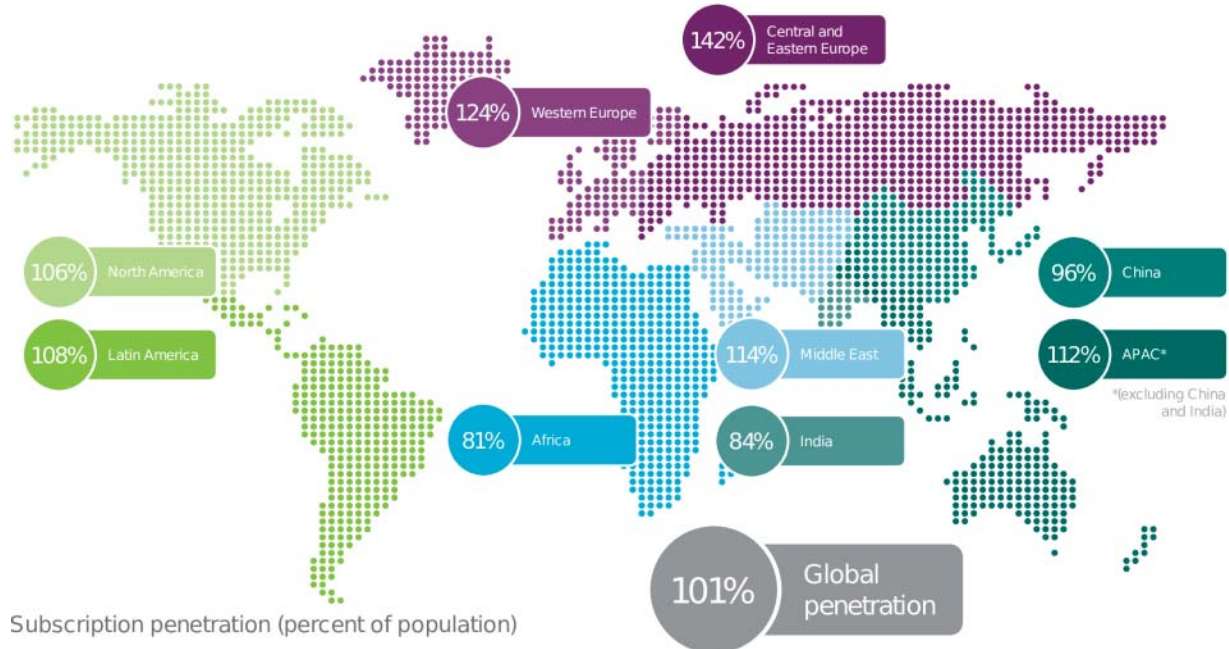 142%
Central and
Eastern Europe
124%
Western Europe
106%
North America
96%
China
108%
Latin America
114%
Middle East
112%
APAC*
*(excluding China
and India)
81%
Africa
84%
India
101%
Global
penetration
Subscription penetration (percent of population)